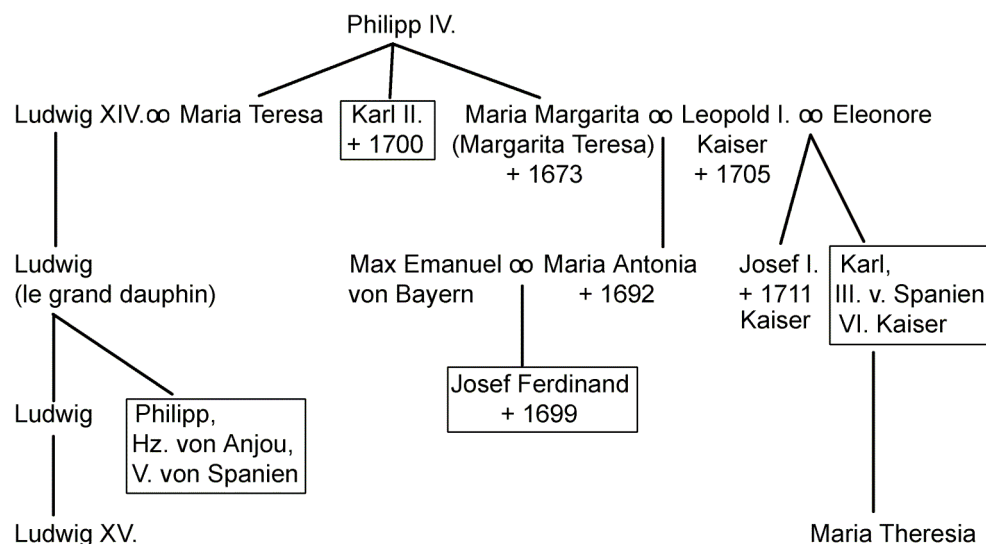 Philipp IV.
Ludwig XIV. ∞ Maria Teresa
Karl II.
+ 1700
Maria Margarita ∞ Leopold I. ∞ Eleonore
(Margarita Teresa)
+ 1673
Kaiser
+ 1705
Ludwig
(le grand dauphin)
Max Emanuel ∞ Maria Antonia
von Bayern
+ 1692
Josef I.
+ 1711
Kaiser
Karl,
III. v. Spanien
VI. Kaiser
Josef Ferdinand
+ 1699
Ludwig
Philipp,
Hz. von Anjou,
V. von Spanien
Ludwig XV.
Maria Theresia